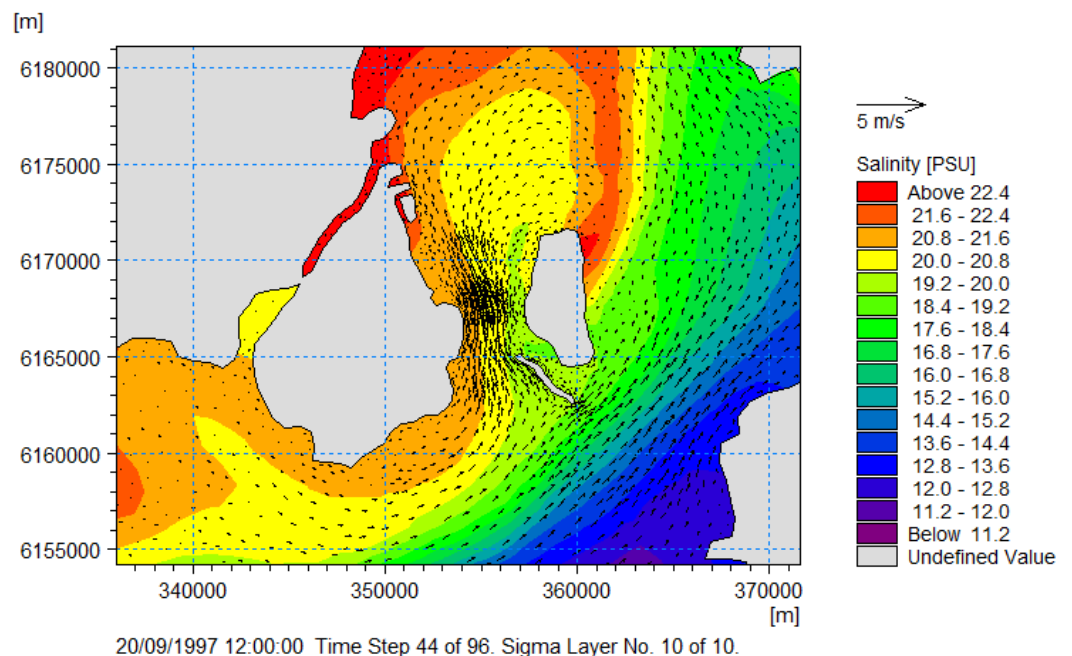 [m]
6180000
6175000
6170000
6165000
6160000
6155000
340000 350000 360000 370000
[m]
20/09/1997 12:00:00 Time Step 44 of 96. Sigma Layer No. 10 of 10.
5 m/s
Salinity [PSU]
Above 22.4
21.6 - 22.4
20.8 - 21.6
20.0 - 20.8
19.2 - 20.0
18.4 - 19.2
17.6 - 18.4
16.8 - 17.6
16.0 - 16.8
15.2 - 16.0
14.4 - 15.2
13.6 - 14.4
12.8 - 13.6
12.0 - 12.8
11.2 - 12.0
Below 11.2
Undefined Value